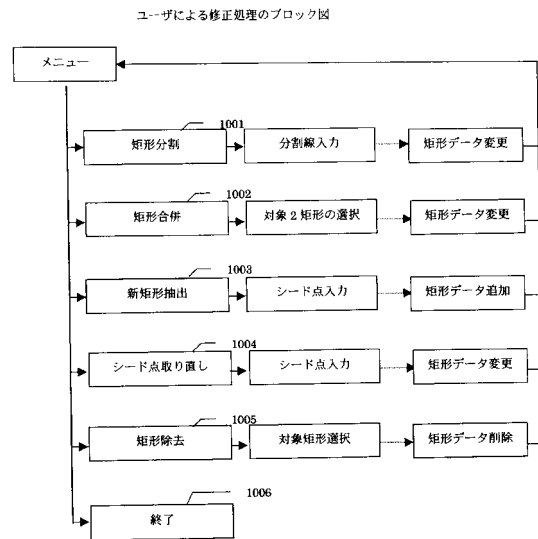 ユーザによる修正処理のブロック図
メニュー
1001
矩形分割
分割線入力
矩形データ変更
1002
矩形合併
対象2矩形の選択
矩形データ変更
1003
新矩形抽出
シード点入力
矩形データ追加
1004
シード点取り直し
シード点入力
矩形データ変更
1005
矩形除去
対象矩形選択
矩形データ削除
1006
終了